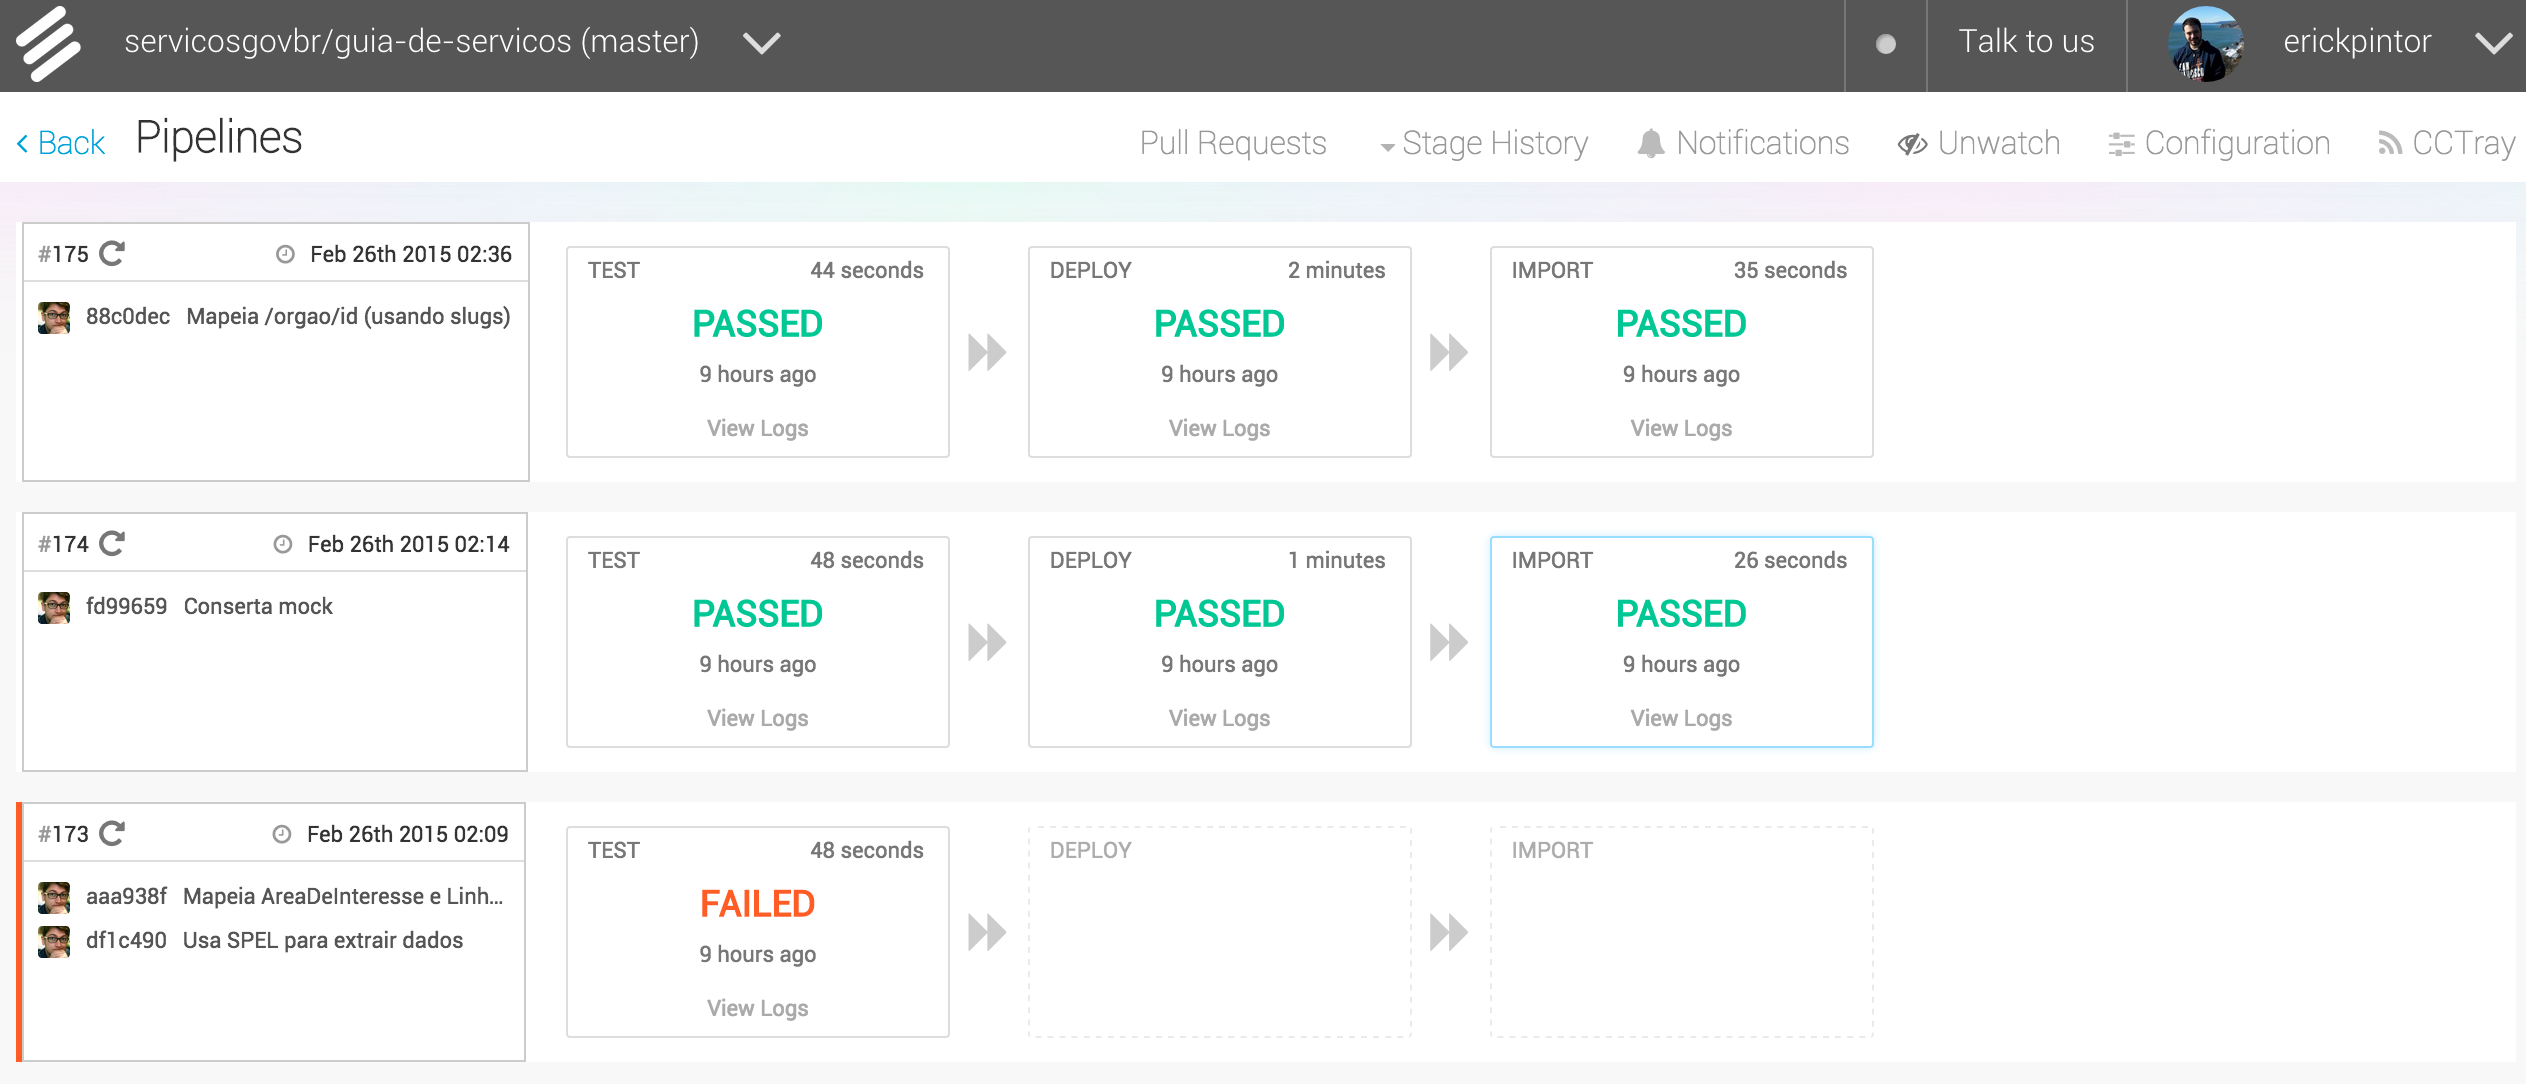 servicosgovbr/guia-de-servicos (master)
Talk to us
erickpintor
Back
Pipelines
Pull Requests
Stage History
Notifications
Unwatch
Configuration
CCTray
#175
Feb 26th 2015 02:36
88c0dec Mapeia /orgao/id (usando slugs)
TEST 44 seconds
PASSED
9 hours ago
View Logs
DEPLOY 2 minutes
PASSED
9 hours ago
View Logs
IMPORT 35 seconds
PASSED
9 hours ago
View Logs
#174
Feb 26th 2015 02:14
fd99659 Conserta mock
TEST 48 seconds
PASSED
9 hours ago
View Logs
DEPLOY 1 minutes
PASSED
9 hours ago
View Logs
IMPORT 26 seconds
PASSED
9 hours ago
View Logs
#173
Feb 26th 2015 02:09
aaa938f Mapeia AreaDeInteresse e Linh...
df1c490 Usa SPEL para extrair dados
TEST 48 seconds
FAILED
9 hours ago
View Logs
DEPLOY
IMPORT